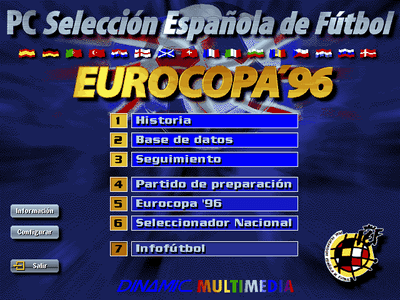 PC Selección Española de Fútbol
EUROCOPA'96
1 Historia
2 Base de datos
3 Seguimiento
4 Partido de preparación
5 Eurocopa '96
6 Seleccionador Nacional
7 Infofútbol
Información
Configurar
Salir
DINAMIC MULTIMEDIA